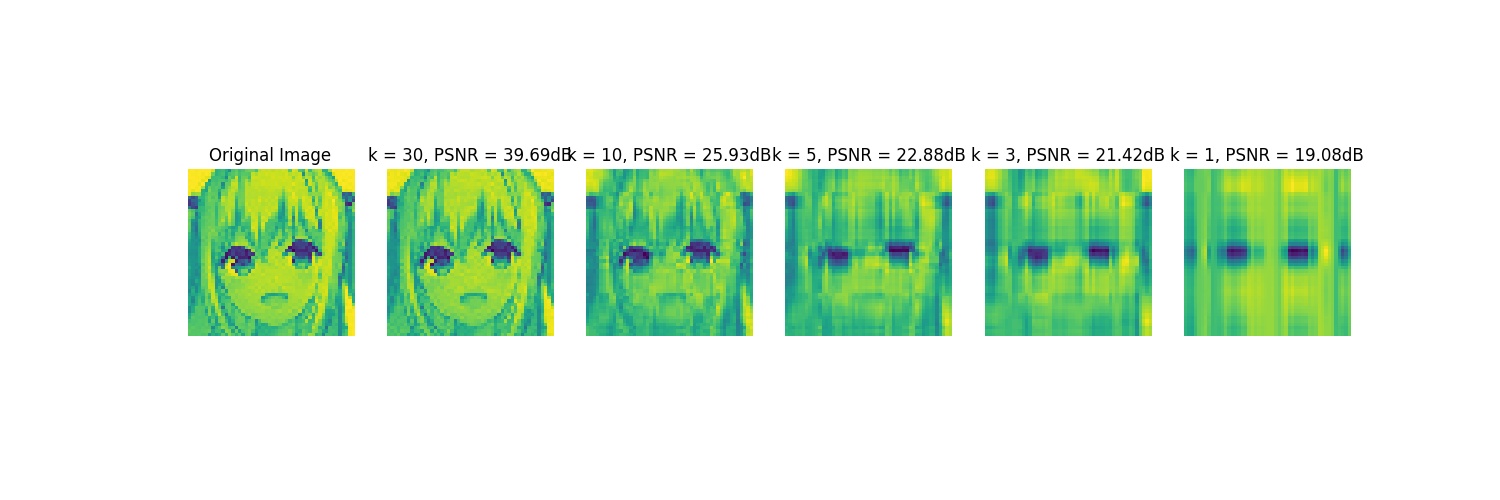 Original Image
k = 30, PSNR = 39.69dB
k = 10, PSNR = 25.93dB
k = 5, PSNR = 22.88dB
k = 3, PSNR = 21.42dB
k = 1, PSNR = 19.08dB